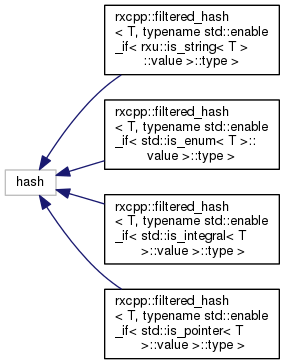 rxcpp::filtered_hash
< T, typename std::enable
_if< rxu::is_string< T >
::value >::type >
rxcpp::filtered_hash
< T, typename std::enable
_if< std::is_enum< T >::
value >::type >
hash
rxcpp::filtered_hash
< T, typename std::enable
_if< std::is_integral< T
>::value >::type >
rxcpp::filtered_hash
< T, typename std::enable
_if< std::is_pointer< T
>::value >::type >